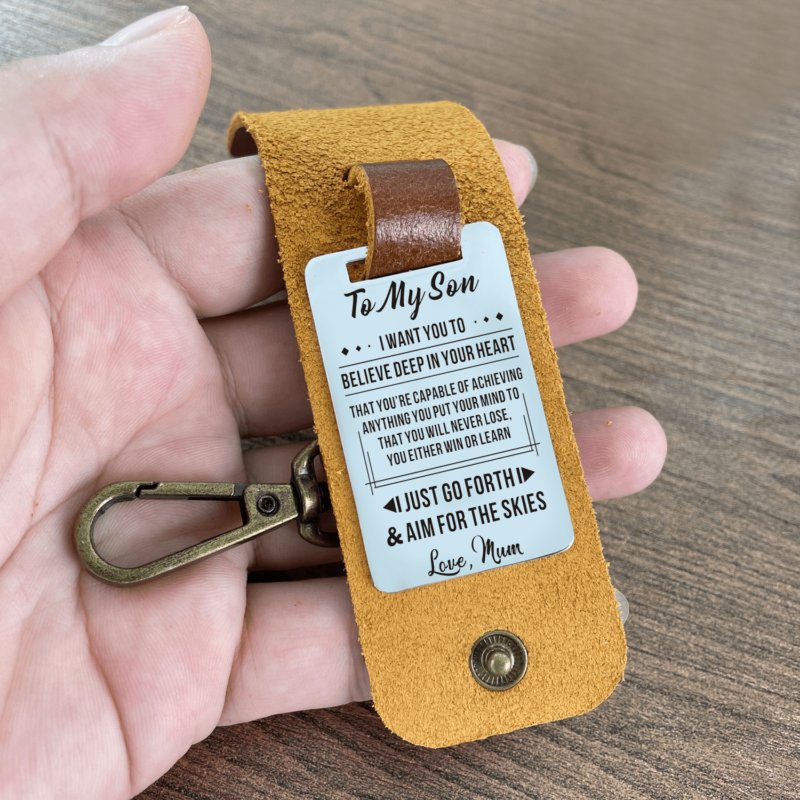 To My Son
I WANT YOU TO
BELIEVE DEEP IN YOUR HEART
THAT YOU'RE CAPABLE OF ACHIEVING
ANYTHING YOU PUT YOUR MIND TO
THAT YOU WILL NEVER LOSE,
YOU EITHER WIN OR LEARN
JUST GO FORTH
& AIM FOR THE SKIES
Love, Mum